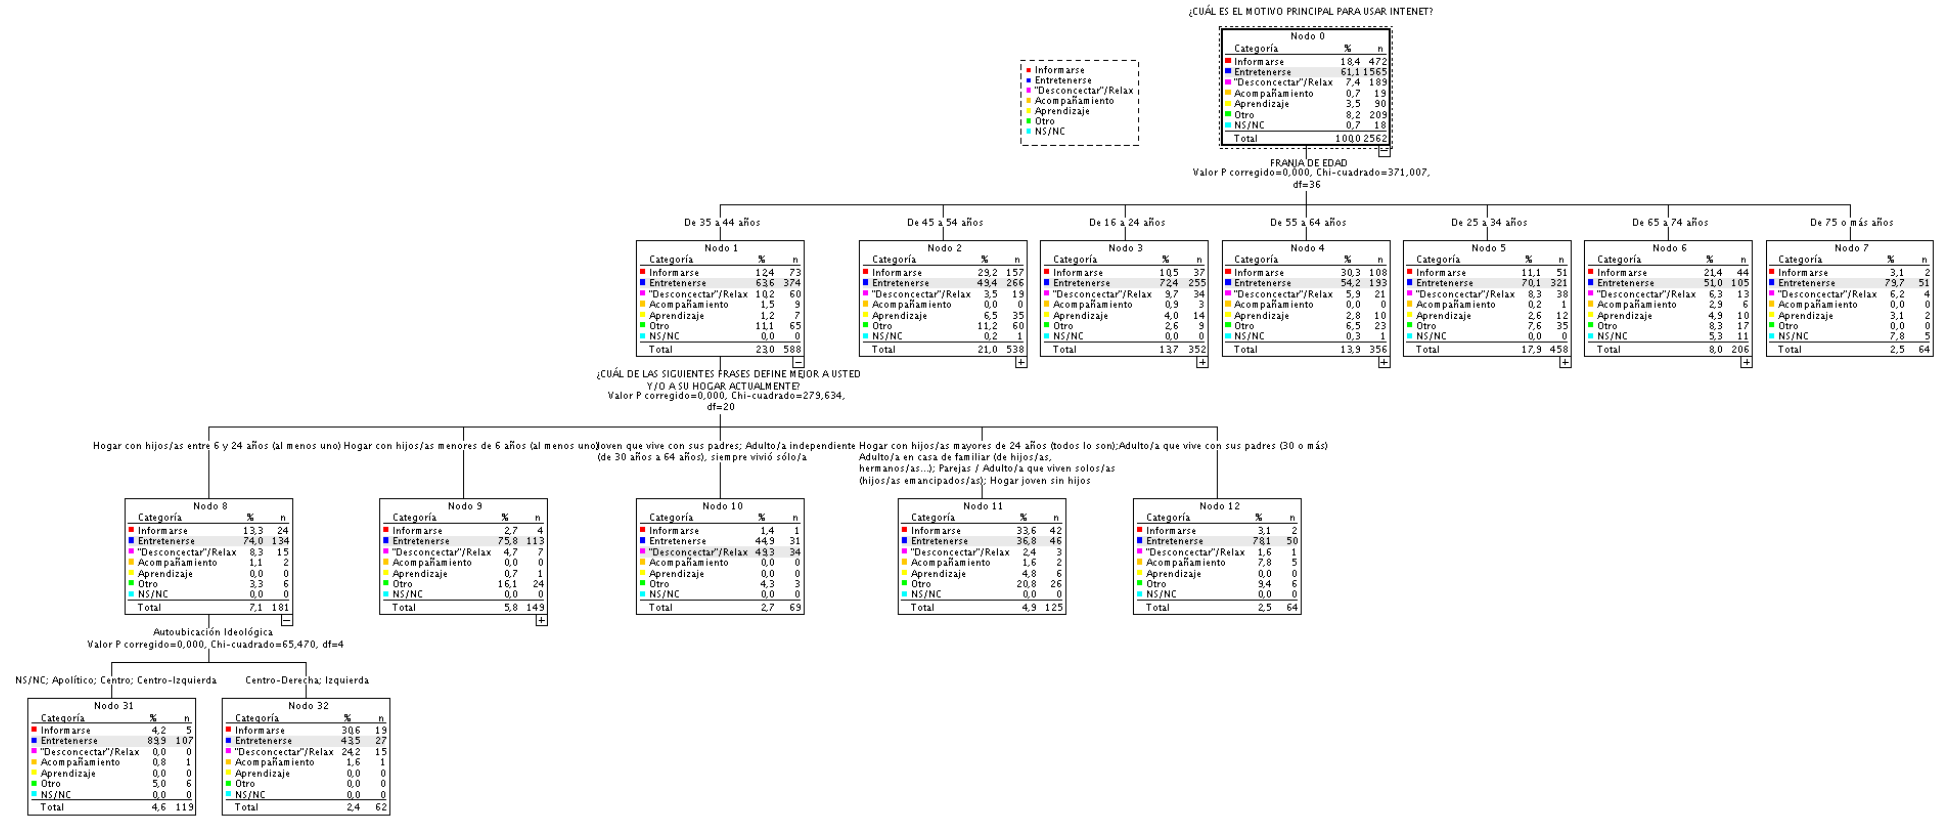 ¿CUÁL ES EL MOTIVO PRINCIPAL PARA USAR INTENET?
Informarse
Entretenerse
"Desconcectar"/Relax
Acompañamiento
Aprendizaje
Otro
NS/NC
Nodo 0
Categoría % n
Informarse 18,4 472
Entretenerse 61,1 1565
"Desconcectar"/Relax 7,4 189
Acompañamiento 0,7 19
Aprendizaje 3,5 90
Otro 8,2 209
NS/NC 0,7 18
Total 100,0 2562
FRANJA DE EDAD
Valor P corregido=0,000, Chi-cuadrado=371,007,
df=36
De 35 a 44 años
Nodo 1
Categoría % n
Informarse 12,4 73
Entretenerse 63,6 374
"Desconcectar"/Relax 10,2 60
Acompañamiento 1,5 9
Aprendizaje 1,2 7
Otro 11,1 65
NS/NC 0,0 0
Total 23,0 588
De 45 a 54 años
Nodo 2
Categoría % n
Informarse 29,2 157
Entretenerse 49,4 266
"Desconcectar"/Relax 3,5 19
Acompañamiento 0,0 0
Aprendizaje 6,5 35
Otro 11,2 60
NS/NC 0,2 1
Total 21,0 538
De 16 a 24 años
Nodo 3
Categoría % n
Informarse 10,5 37
Entretenerse 72,4 255
"Desconcectar"/Relax 9,7 34
Acompañamiento 0,9 3
Aprendizaje 4,0 14
Otro 2,6 9
NS/NC 0,0 0
Total 13,7 352
De 55 a 64 años
Nodo 4
Categoría % n
Informarse 30,3 108
Entretenerse 54,2 193
"Desconcectar"/Relax 5,9 21
Acompañamiento 0,0 0
Aprendizaje 2,8 10
Otro 6,5 23
NS/NC 0,3 1
Total 13,9 356
De 25 a 34 años
Nodo 5
Categoría % n
Informarse 11,1 51
Entretenerse 70,1 321
"Desconcectar"/Relax 8,3 38
Acompañamiento 0,2 1
Aprendizaje 2,6 12
Otro 7,6 35
NS/NC 0,0 0
Total 17,9 458
De 65 a 74 años
Nodo 6
Categoría % n
Informarse 21,4 44
Entretenerse 51,0 105
"Desconcectar"/Relax 6,3 13
Acompañamiento 2,9 6
Aprendizaje 4,9 10
Otro 8,3 17
NS/NC 5,3 11
Total 8,0 206
De 75 o más años
Nodo 7
Categoría % n
Informarse 3,1 2
Entretenerse 79,7 51
"Desconcectar"/Relax 6,2 4
Acompañamiento 0,0 0
Aprendizaje 3,1 2
Otro 0,0 0
NS/NC 7,8 5
Total 2,5 64
¿CUÁL DE LAS SIGUIENTES FRASES DEFINE MEJOR A USTED
Y/O A SU HOGAR ACTUALMENTE?
Valor P corregido=0,000, Chi-cuadrado=279,634,
df=20
Hogar con hijos/as entre 6 y 24 años (al menos uno)
Nodo 8
Categoría % n
Informarse 13,3 24
Entretenerse 74,0 134
"Desconcectar"/Relax 8,3 15
Acompañamiento 1,1 2
Aprendizaje 0,0 0
Otro 3,3 6
NS/NC 0,0 0
Total 7,1 181
Hogar con hijos/as menores de 6 años (al menos uno)
Nodo 9
Categoría % n
Informarse 2,7 4
Entretenerse 75,8 113
"Desconcectar"/Relax 4,7 7
Acompañamiento 0,0 0
Aprendizaje 0,7 1
Otro 16,1 24
NS/NC 0,0 0
Total 5,8 149
Joven que vive con sus padres; Adulto/a independiente
(de 30 años a 64 años), siempre vivió sólo/a
Nodo 10
Categoría % n
Informarse 1,4 1
Entretenerse 44,9 31
"Desconcectar"/Relax 49,3 34
Acompañamiento 0,0 0
Aprendizaje 0,0 0
Otro 4,3 3
NS/NC 0,0 0
Total 2,7 69
Hogar con hijos/as mayores de 24 años (todos lo son);
Adulto/a en casa de familiar (de hijos/as,
hermanos/as...); Parejas / Adulto/a que viven solos/as
(hijos/as emancipados/as); Hogar joven sin hijos
Nodo 11
Categoría % n
Informarse 33,6 42
Entretenerse 36,8 46
"Desconcectar"/Relax 2,4 3
Acompañamiento 1,6 2
Aprendizaje 4,8 6
Otro 20,8 26
NS/NC 0,0 0
Total 4,9 125
Adulto/a que vive con sus padres (30 o más)
Nodo 12
Categoría % n
Informarse 3,1 2
Entretenerse 78,1 50
"Desconcectar"/Relax 1,6 1
Acompañamiento 7,8 5
Aprendizaje 0,0 0
Otro 9,4 6
NS/NC 0,0 0
Total 2,5 64
Autoubicación Ideológica
Valor P corregido=0,000, Chi-cuadrado=65,470, df=4
NS/NC; Apolítico; Centro; Centro-Izquierda
Nodo 31
Categoría % n
Informarse 4,2 5
Entretenerse 89,9 107
"Desconcectar"/Relax 0,0 0
Acompañamiento 0,8 1
Aprendizaje 0,0 0
Otro 5,0 6
NS/NC 0,0 0
Total 4,6 119
Centro-Derecha; Izquierda
Nodo 32
Categoría % n
Informarse 30,6 19
Entretenerse 43,5 27
"Desconcectar"/Relax 24,2 15
Acompañamiento 1,6 1
Aprendizaje 0,0 0
Otro 0,0 0
NS/NC 0,0 0
Total 2,4 62